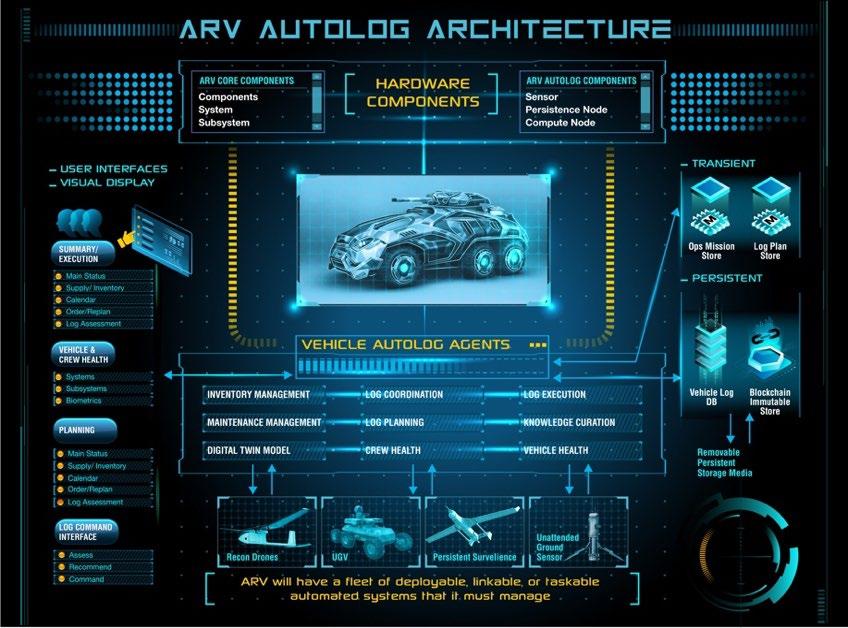 ARV AUTOLOG ARCHITECTURE
ARV CORE COMPONENTS
Components
System
Subsystem
HARDWARE
COMPONENTS
ARV AUTOLOG COMPONENTS
Sensor
Persistence Node
Compute Node
USER INTERFACES
VISUAL DISPLAY
SUMMARY/
EXECUTION
Main Status
Supply/ Inventory
Calendar
Order/Replan
Log Assessment
VEHICLE &
CREW HEALTH
Systems
Subsystems
Biometrics
PLANNING
Main Status
Supply/ Inventory
Calendar
Order/Replan
Log Assessment
LOG COMMAND
INTERFACE
Assess
Recommend
Command
VEHICLE AUTOLOG AGENTS
INVENTORY MANAGEMENT
LOG COORDINATION
LOG EXECUTION
MAINTENANCE MANAGEMENT
LOG PLANNING
KNOWLEDGE CURATION
DIGITAL TWIN MODEL
CREW HEALTH
VEHICLE HEALTH
Recon Drones
UGV
Persistent Survelience
Unattended
Ground
Sensor
ARV will have a fleet of deployable, linkable, or taskable
automated systems that it must manage
TRANSIENT
M
M
Ops Mission
Store
Log Plan
Store
PERSISTENT
Vehicle Log
DB
Blockchain
Immutable
Store
Removable
Persistent
Storage Media